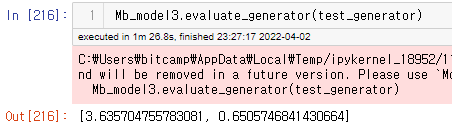 In [216]: 1 Mb_model3.evaluate_generator(test_generator)
executed in 1m 26.8s, finished 23:27:17 2022-04-02
C:₩Users₩bitcamp₩AppData₩Local₩Temp/ipykernel_18952/11
nd will be removed in a future version. Please use `Mo
Mb_model3.evaluate_generator(test_generator)
Out[216]: [3.635704755783081, 0.6505746841430664]